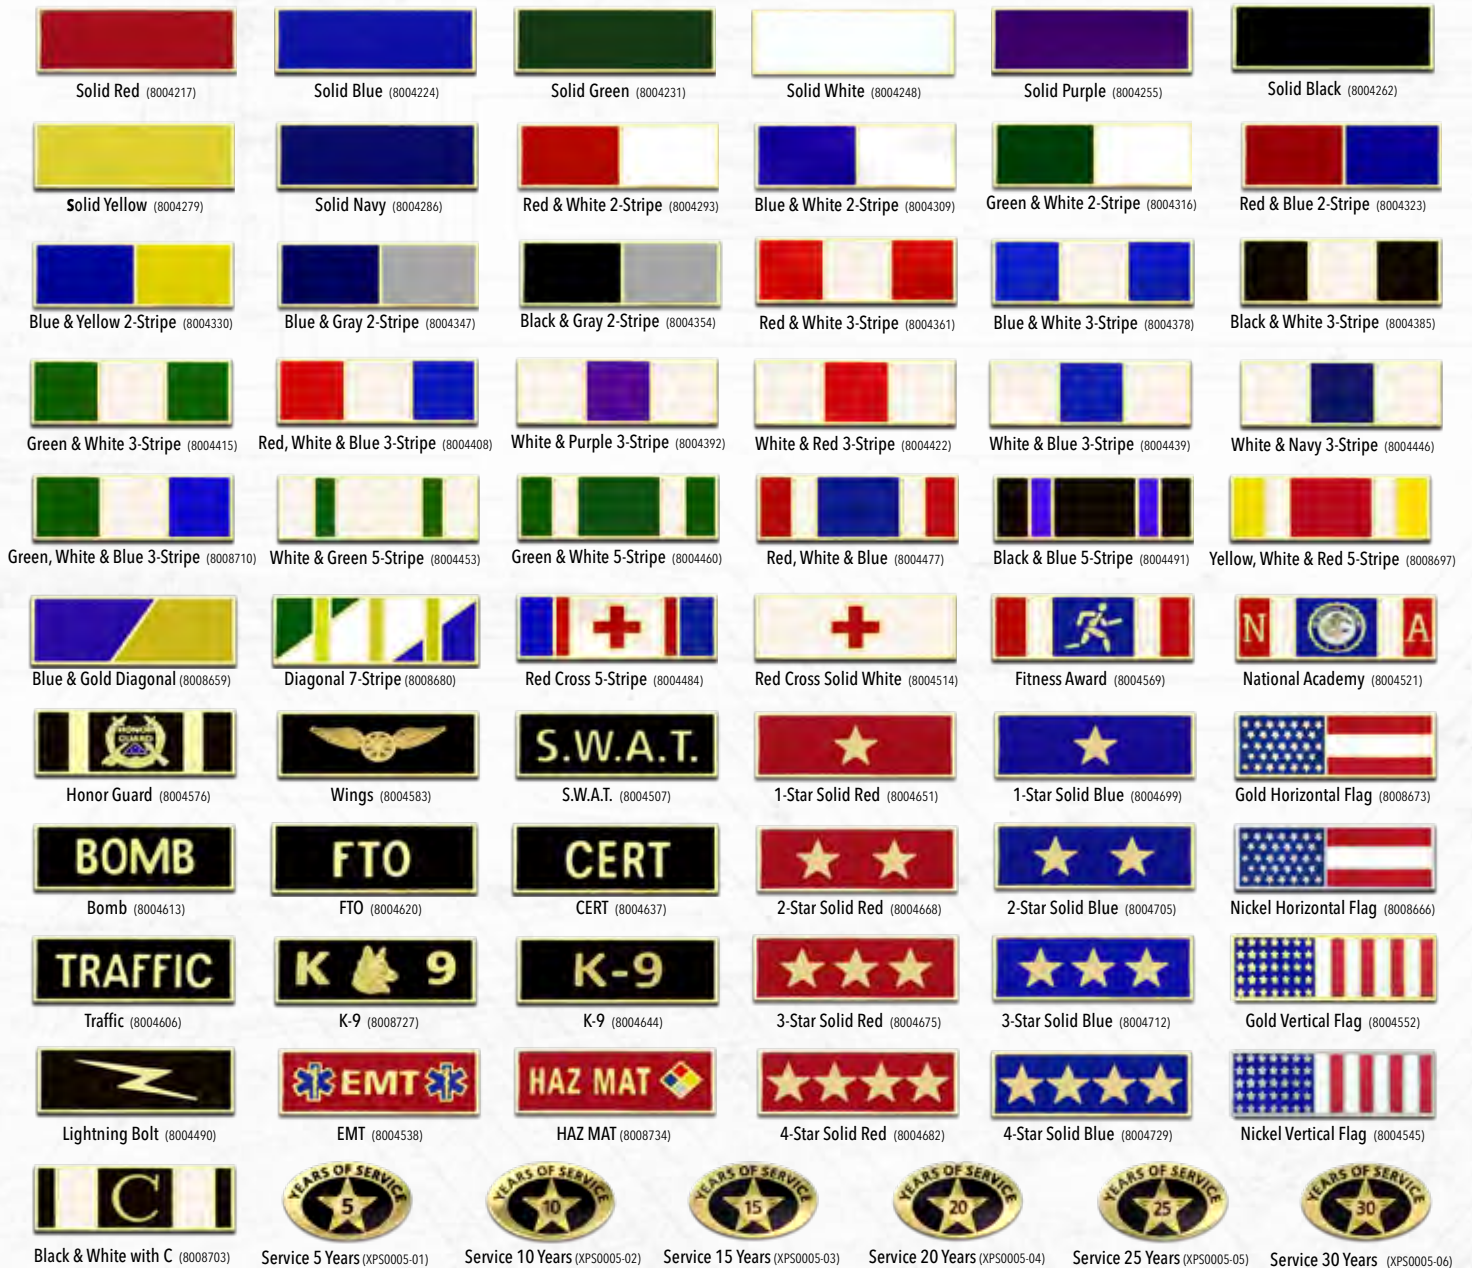 Solid Red (8004217)
Solid Blue (8004224)
Solid Green (8004231)
Solid White (8004248)
Solid Purple (8004255)
Solid Black (8004262)
Solid Yellow (8004279)
Solid Navy (8004286)
Red & White 2-Stripe (8004293)
Blue & White 2-Stripe (8004309)
Green & White 2-Stripe (8004316)
Red & Blue 2-Stripe (8004323)
Blue & Yellow 2-Stripe (8004330)
Blue & Gray 2-Stripe (8004347)
Black & Gray 2-Stripe (8004354)
Red & White 3-Stripe (8004361)
Blue & White 3-Stripe (8004378)
Black & White 3-Stripe (8004385)
Green & White 3-Stripe (8004415)
Red, White & Blue 3-Stripe (8004408)
White & Purple 3-Stripe (8004392)
White & Red 3-Stripe (8004422)
White & Blue 3-Stripe (8004439)
White & Navy 3-Stripe (8004446)
Green, White & Blue 3-Stripe (8008710)
White & Green 5-Stripe (8004453)
Green & White 5-Stripe (8004460)
Red, White & Blue (8004477)
Black & Blue 5-Stripe (8004491)
Yellow, White & Red 5-Stripe (8008697)
N A
Blue & Gold Diagonal (8008659)
Diagonal 7-Stripe (8008680)
Red Cross 5-Stripe (8004484)
Red Cross Solid White (8004514)
Fitness Award (8004569)
National Academy (8004521)
HONOR
GUARD
S.W.A.T.
Honor Guard (8004576)
Wings (8004583)
S.W.A.T. (8004507)
1-Star Solid Red (8004651)
1-Star Solid Blue (8004699)
Gold Horizontal Flag (8008673)
BOMB
FTO
CERT
Bomb (8004613)
FTO (8004620)
CERT (8004637)
2-Star Solid Red (8004668)
2-Star Solid Blue (8004705)
Nickel Horizontal Flag (8008666)
TRAFFIC
K 9
K-9
Traffic (8004606)
K-9 (8008727)
K-9 (8004644)
3-Star Solid Red (8004675)
3-Star Solid Blue (8004712)
Gold Vertical Flag (8004552)
EMT
HAZ MAT
Lightning Bolt (8004490)
EMT (8004538)
HAZ MAT (8008734)
4-Star Solid Red (8004682)
4-Star Solid Blue (8004729)
Nickel Vertical Flag (8004545)
C
YEARS OF SERVICE
5
YEARS OF SERVICE
10
YEARS OF SERVICE
15
YEARS OF SERVICE
20
YEARS OF SERVICE
25
YEARS OF SERVICE
30
Black & White with C (8008703)
Service 5 Years (XPS0005-01)
Service 10 Years (XPS0005-02)
Service 15 Years (XPS0005-03)
Service 20 Years (XPS0005-04)
Service 25 Years (XPS0005-05)
Service 30 Years (XPS0005-06)